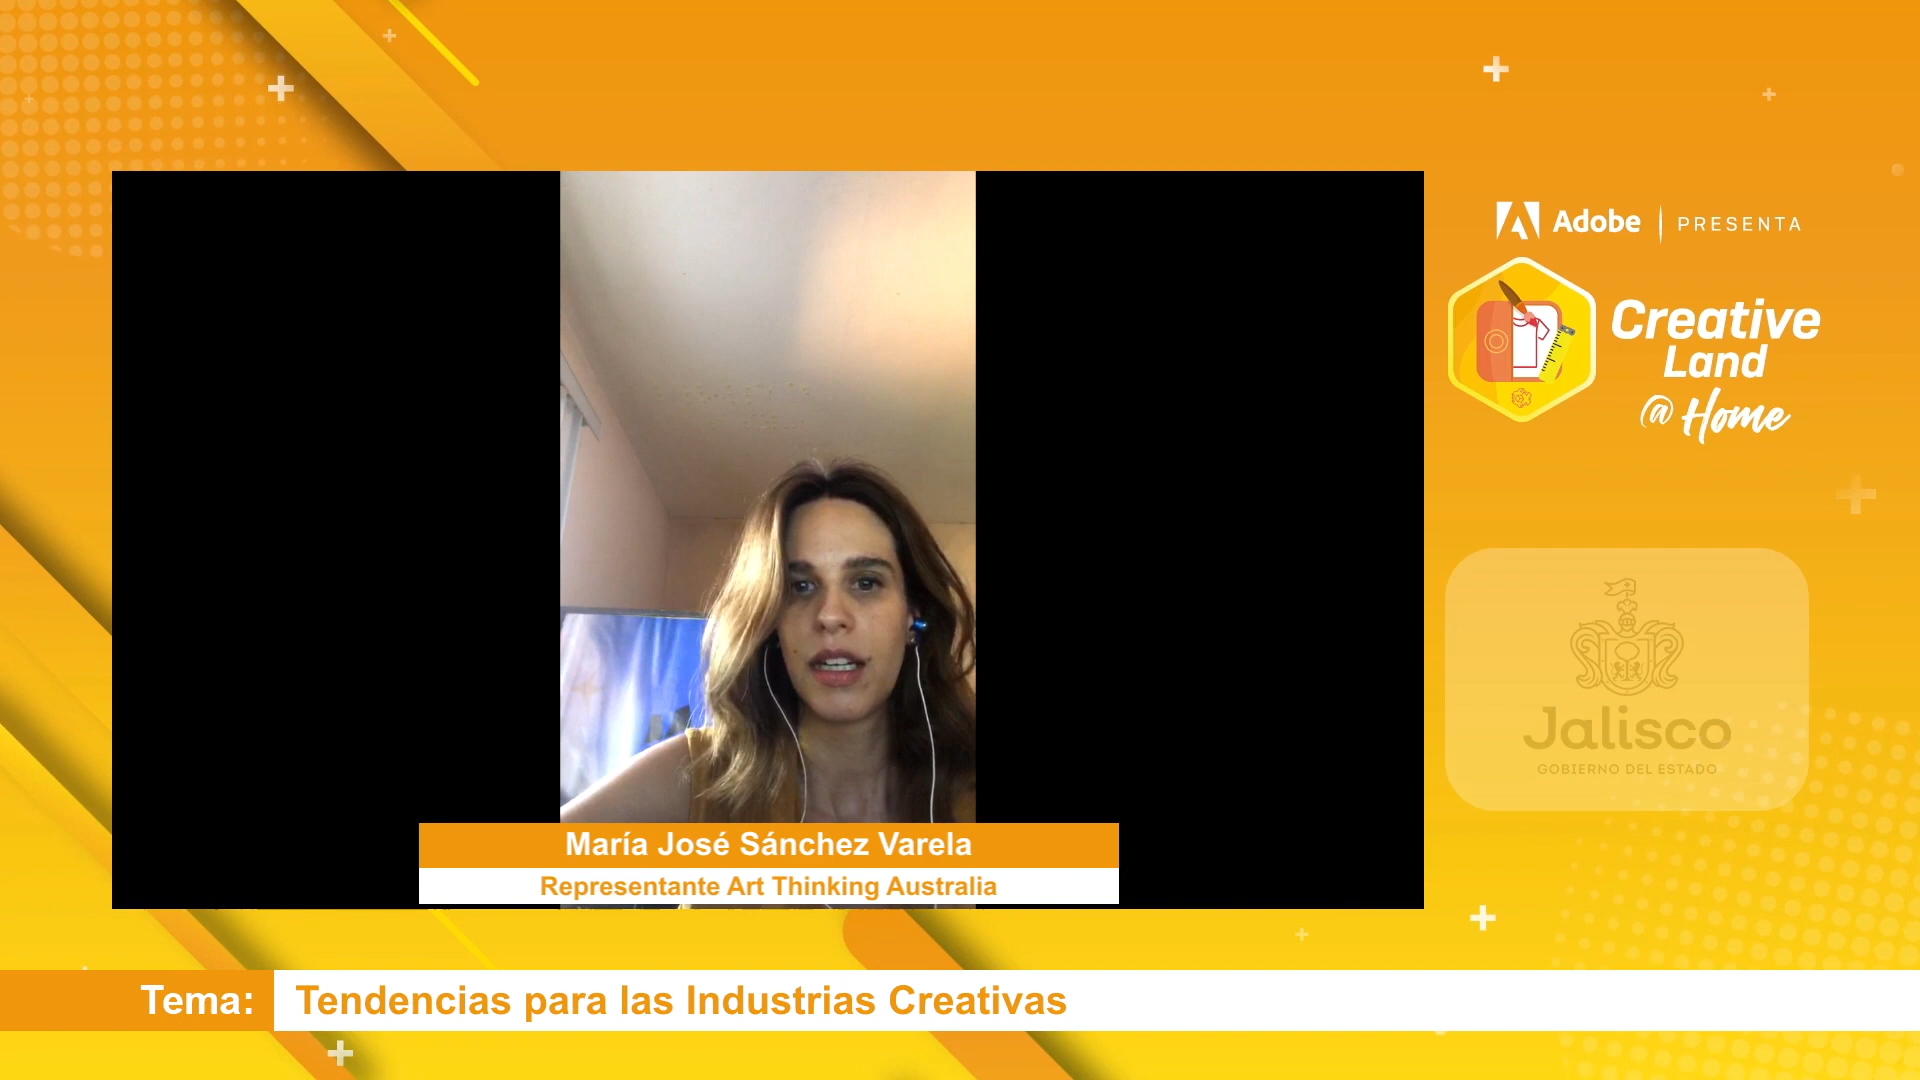 Adobe | PRESENTA
Creative
Land
@ Home
Jalisco
GOBIERNO DEL ESTADO
María José Sánchez Varela
Representante Art Thinking Australia
Tema: Tendencias para las Industrias Creativas